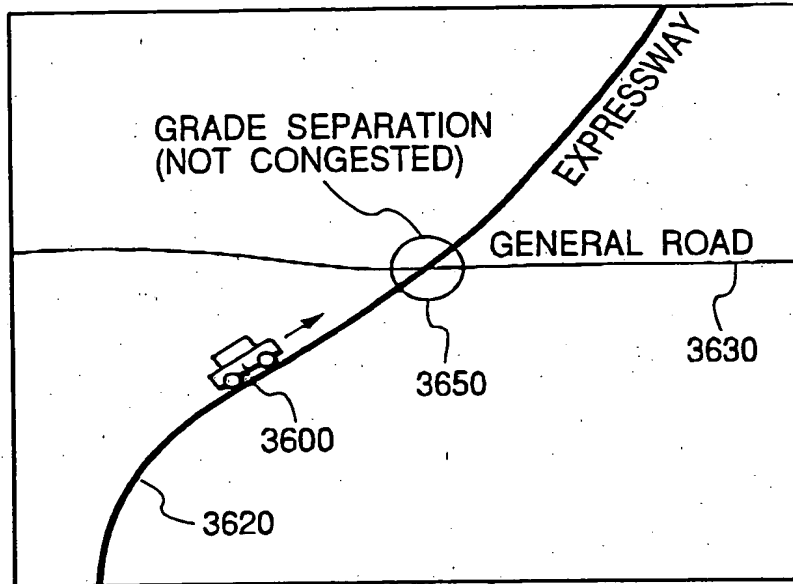 EXPRESSWAY
GRADE SEPARATION
(NOT CONGESTED)
GENERAL ROAD
3630
3650
3600
3620